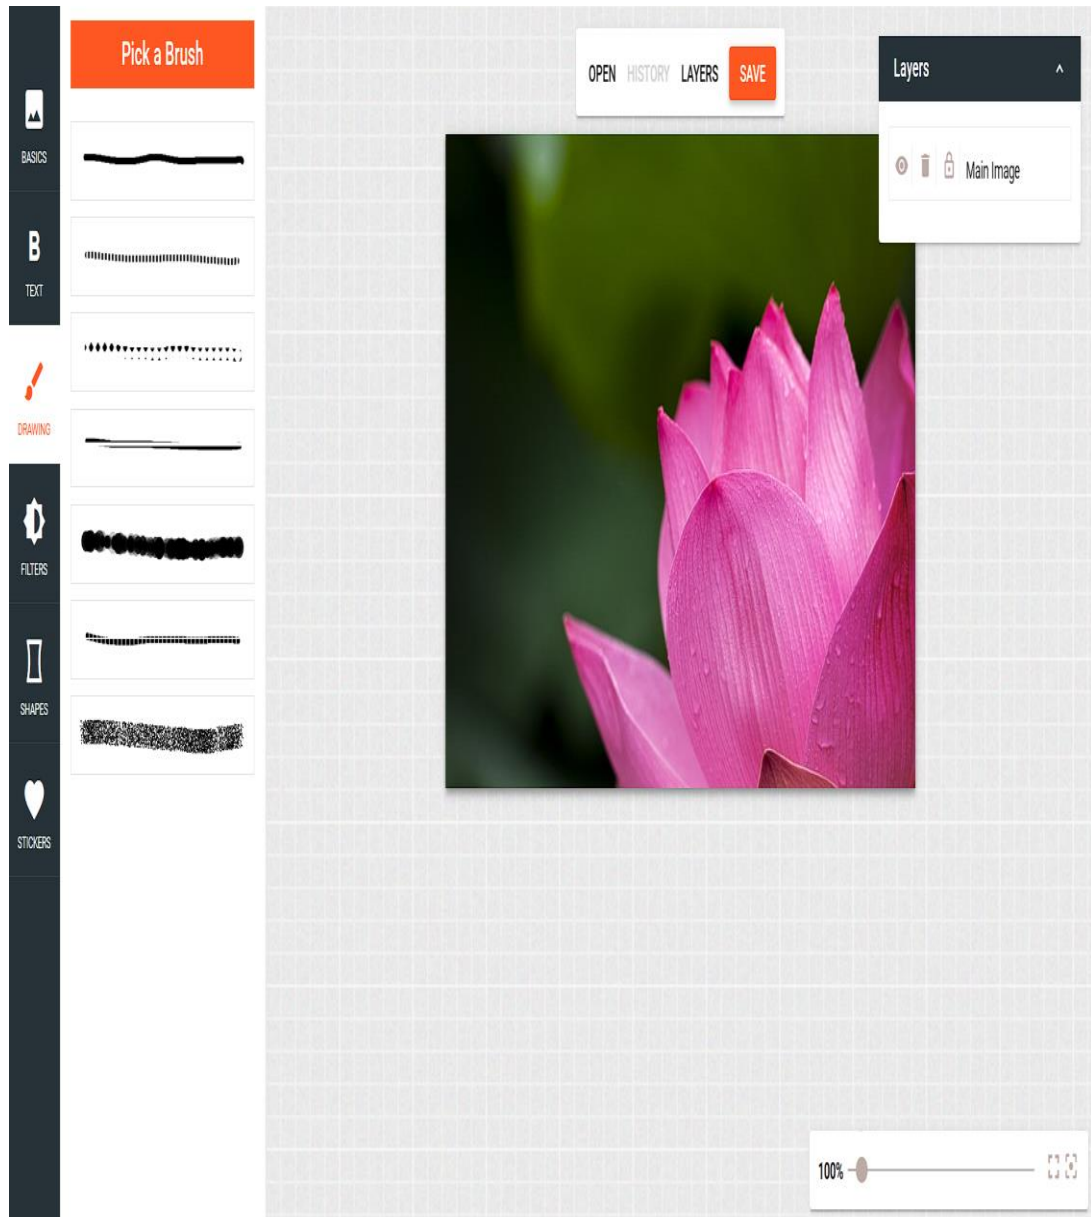 Pick a Brush
BASICS
B
TEXT
DRAWING
FILTERS
SHAPES
STICKERS
OPEN HISTORY LAYERS SAVE
Layers
Main Image
100%